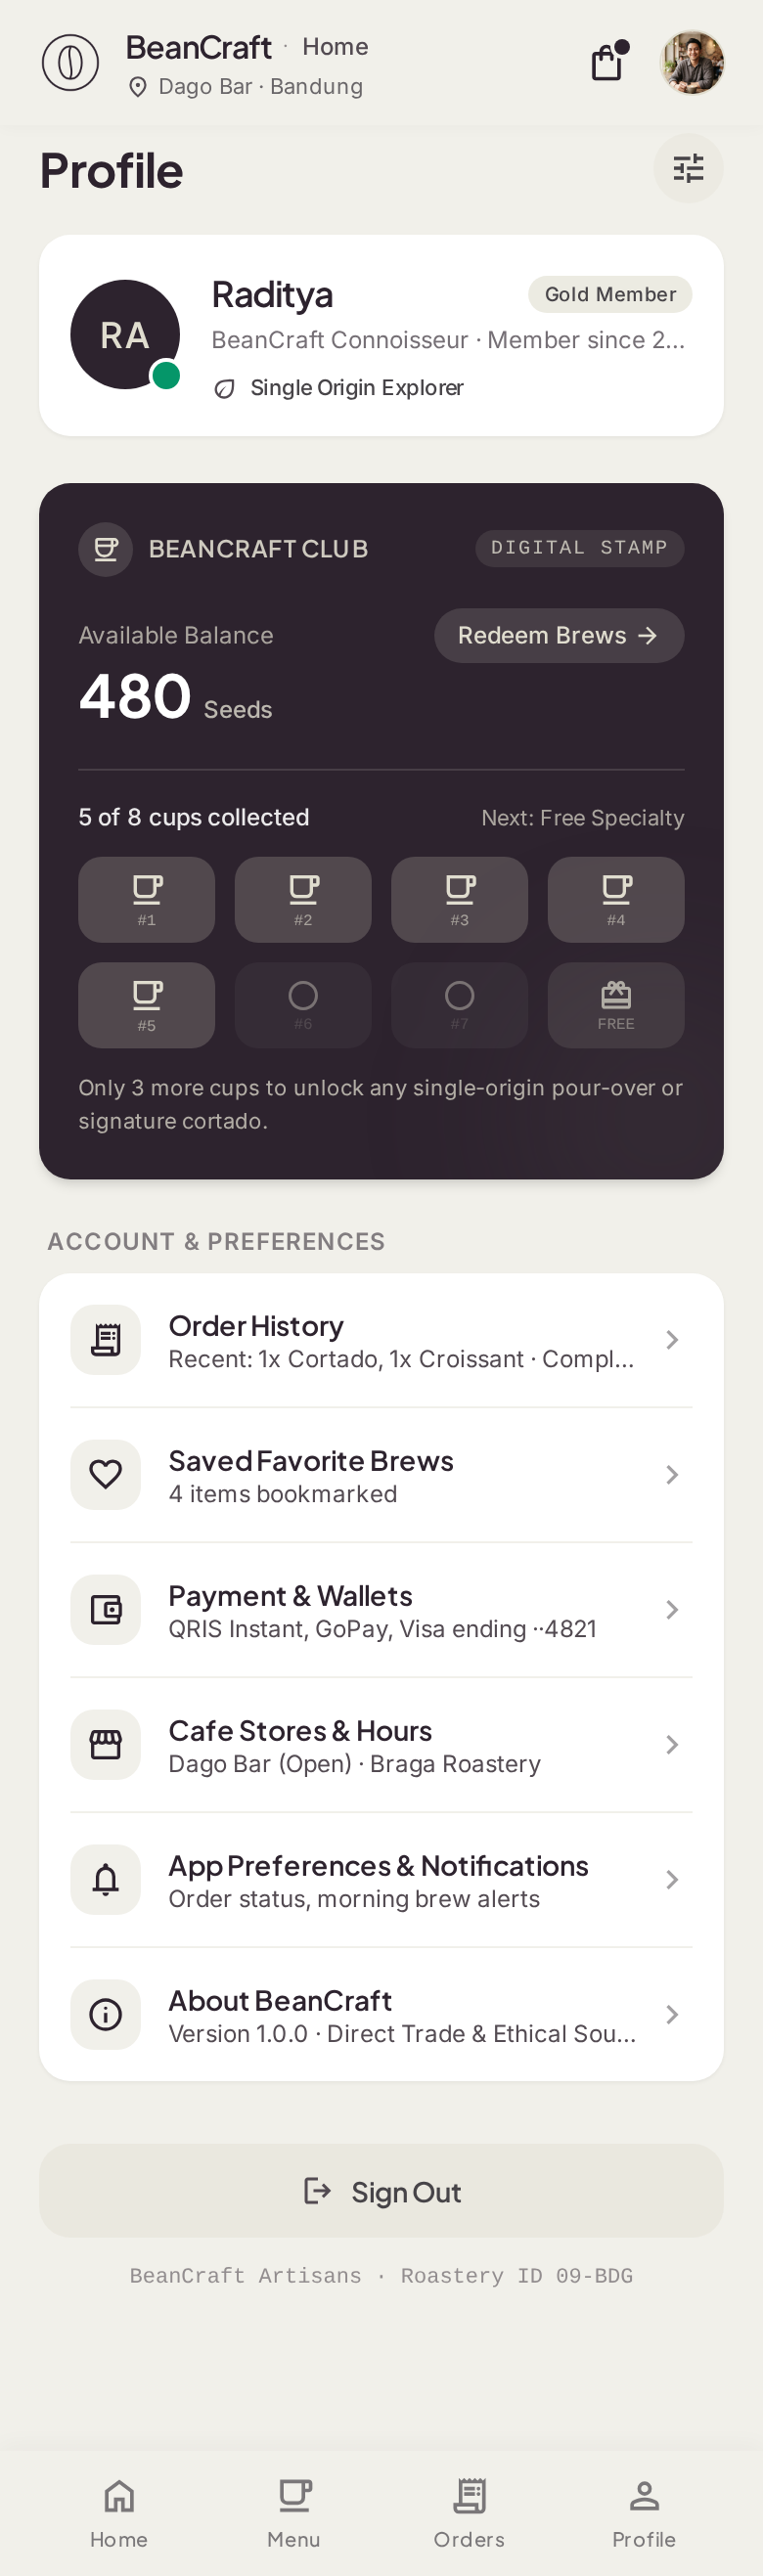 BeanCraft · Home
Dago Bar · Bandung
Profile
RA
Raditya
Gold Member
BeanCraft Connoisseur · Member since 2...
Single Origin Explorer
BEANCRAFT CLUB
DIGITAL STAMP
Available Balance
Redeem Brews →
480 Seeds
5 of 8 cups collected
Next: Free Specialty
#1
#2
#3
#4
#5
#6
#7
FREE
Only 3 more cups to unlock any single-origin pour-over or
signature cortado.
ACCOUNT & PREFERENCES
Order History
Recent: 1x Cortado, 1x Croissant · Compl...
Saved Favorite Brews
4 items bookmarked
Payment & Wallets
QRIS Instant, GoPay, Visa ending ··4821
Cafe Stores & Hours
Dago Bar (Open) · Braga Roastery
App Preferences & Notifications
Order status, morning brew alerts
About BeanCraft
Version 1.0.0 · Direct Trade & Ethical Sou...
Sign Out
BeanCraft Artisans · Roastery ID 09-BDG
Home
Menu
Orders
Profile